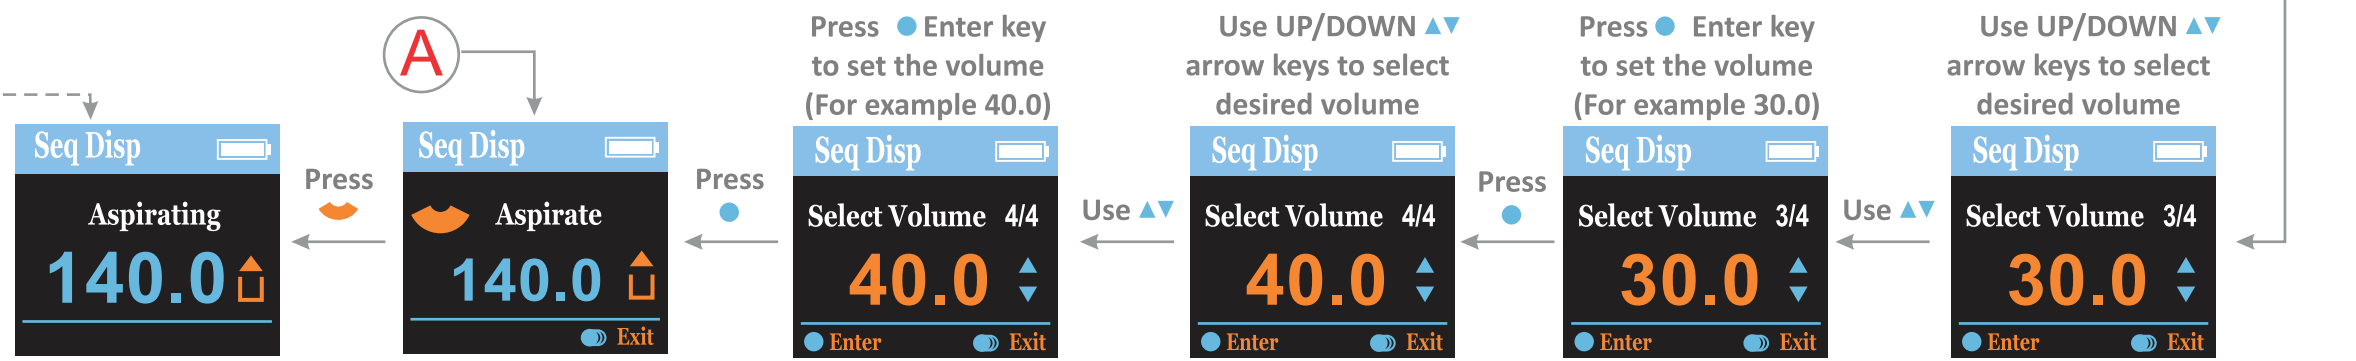 A
Press Enter key
to set the volume
(For example 40.0)
Use UP/DOWN ▲▼
arrow keys to select
desired volume
Press Enter key
to set the volume
(For example 30.0)
Use UP/DOWN ▲▼
arrow keys to select
desired volume
Seq Disp
Aspirating
140.0
Press
Seq Disp
Aspirate
140.0
Exit
Press
Seq Disp
Select Volume 4/4
40.0
Enter Exit
Use ▲▼
Seq Disp
Select Volume 4/4
40.0
Enter Exit
Press
Seq Disp
Select Volume 3/4
30.0
Enter Exit
Use ▲▼
Seq Disp
Select Volume 3/4
30.0
Enter Exit